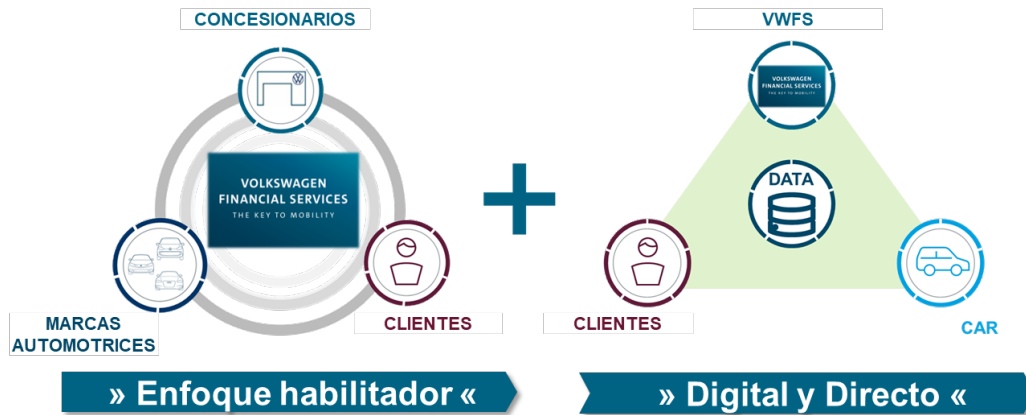 CONCESIONARIOS
VOLKSWAGEN
FINANCIAL SERVICES
THE KEY TO MOBILITY
MARCAS
AUTOMOTRICES
CLIENTES
» Enfoque habilitador «
VWFS
VOLKSWAGEN
FINANCIAL SERVICES
THE KEY TO MOBILITY
DATA
CLIENTES
CAR
» Digital y Directo «